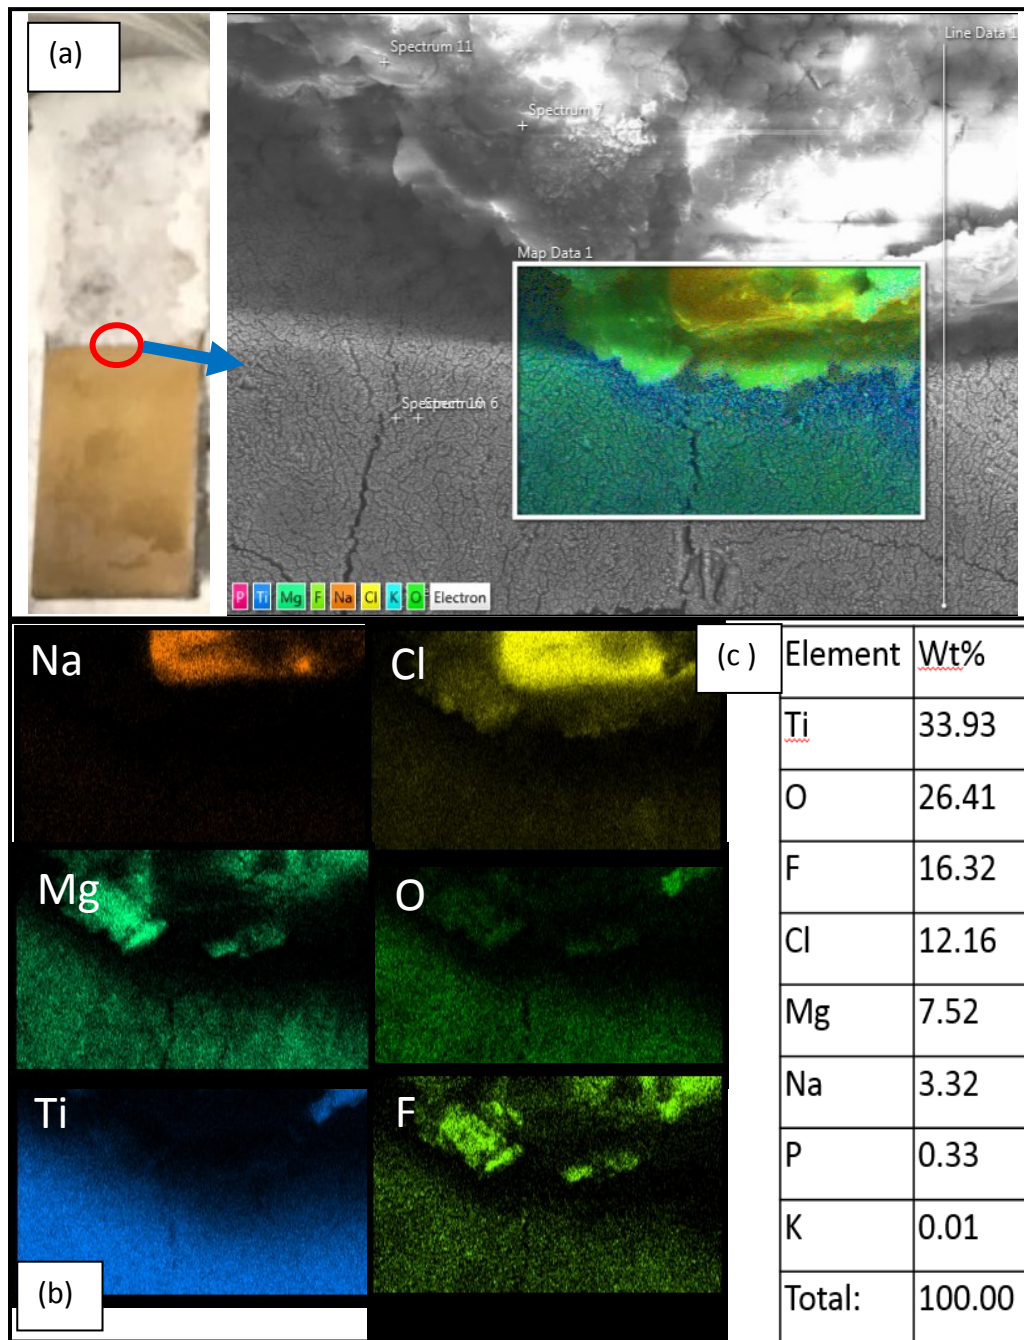 (a)
Spectrum 11
Line Data 1
Spectrum 7
Map Data 1
Spectrum 6
P Ti Mg F Na Cl K O Electron
Na
Cl
Mg
O
Ti
F
(b)
(c )
Element Wt%
Ti 33.93
O 26.41
F 16.32
Cl 12.16
Mg 7.52
Na 3.32
P 0.33
K 0.01
Total: 100.00